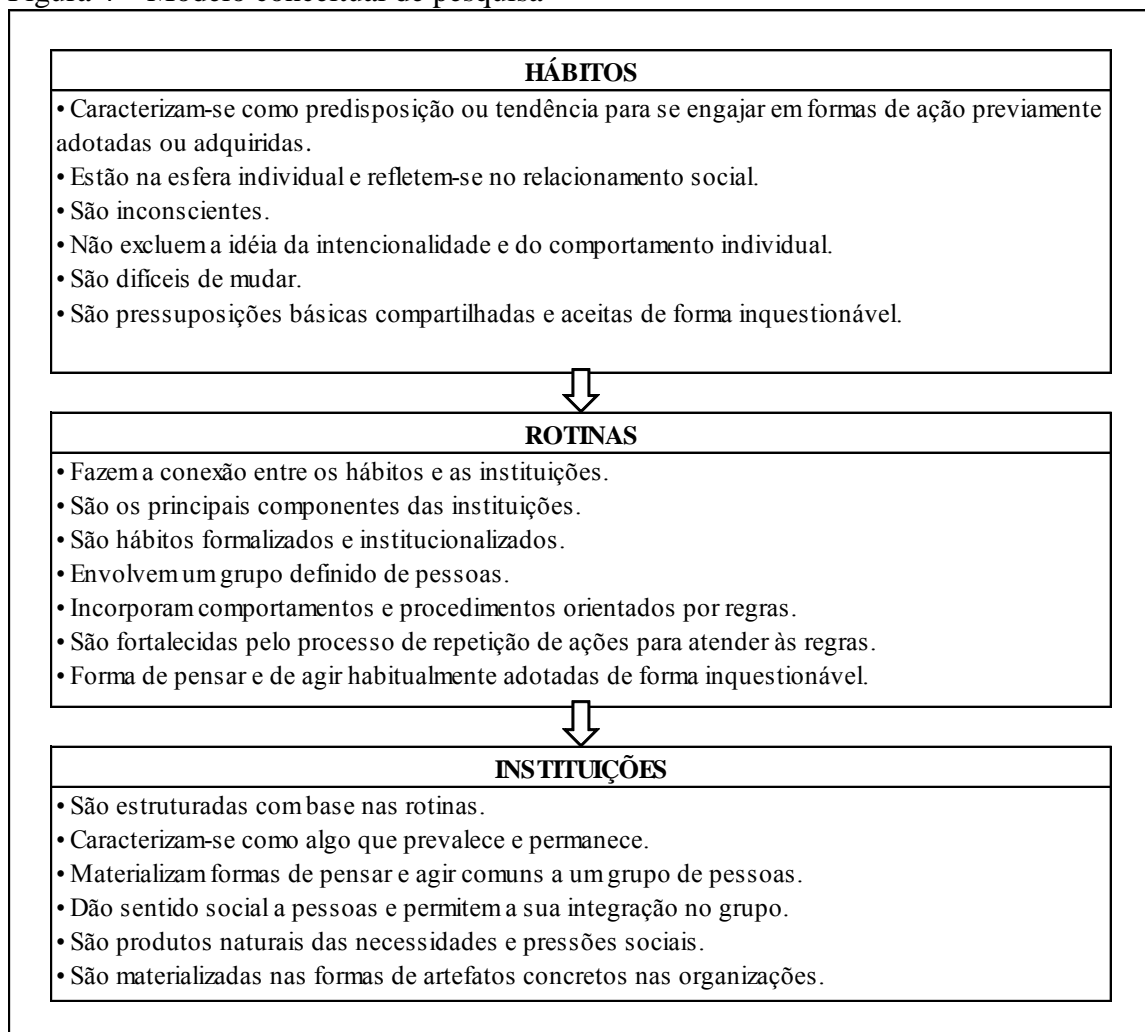 HÁBITOS
• Caracterizam-se como predisposição ou tendência para se engajar em formas de ação previamente
adotadas ou adquiridas.
• Estão na esfera individual e refletem-se no relacionamento social.
• São inconscientes.
• Não excluem a idéia da intencionalidade e do comportamento individual.
• São difíceis de mudar.
• São pressuposições básicas compartilhadas e aceitas de forma inquestionável.
ROTINAS
• Fazem a conexão entre os hábitos e as instituições.
• São os principais componentes das instituições.
• São hábitos formalizados e institucionalizados.
• Envolvem um grupo definido de pessoas.
• Incorporam comportamentos e procedimentos orientados por regras.
• São fortalecidas pelo processo de repetição de ações para atender às regras.
• Forma de pensar e de agir habitualmente adotadas de forma inquestionável.
INSTITUIÇÕES
• São estruturadas com base nas rotinas.
• Caracterizam-se como algo que prevalece e permanece.
• Materializam formas de pensar e agir comuns a um grupo de pessoas.
• Dão sentido social a pessoas e permitem a sua integração no grupo.
• São produtos naturais das necessidades e pressões sociais.
• São materializadas nas formas de artefatos concretos nas organizações.